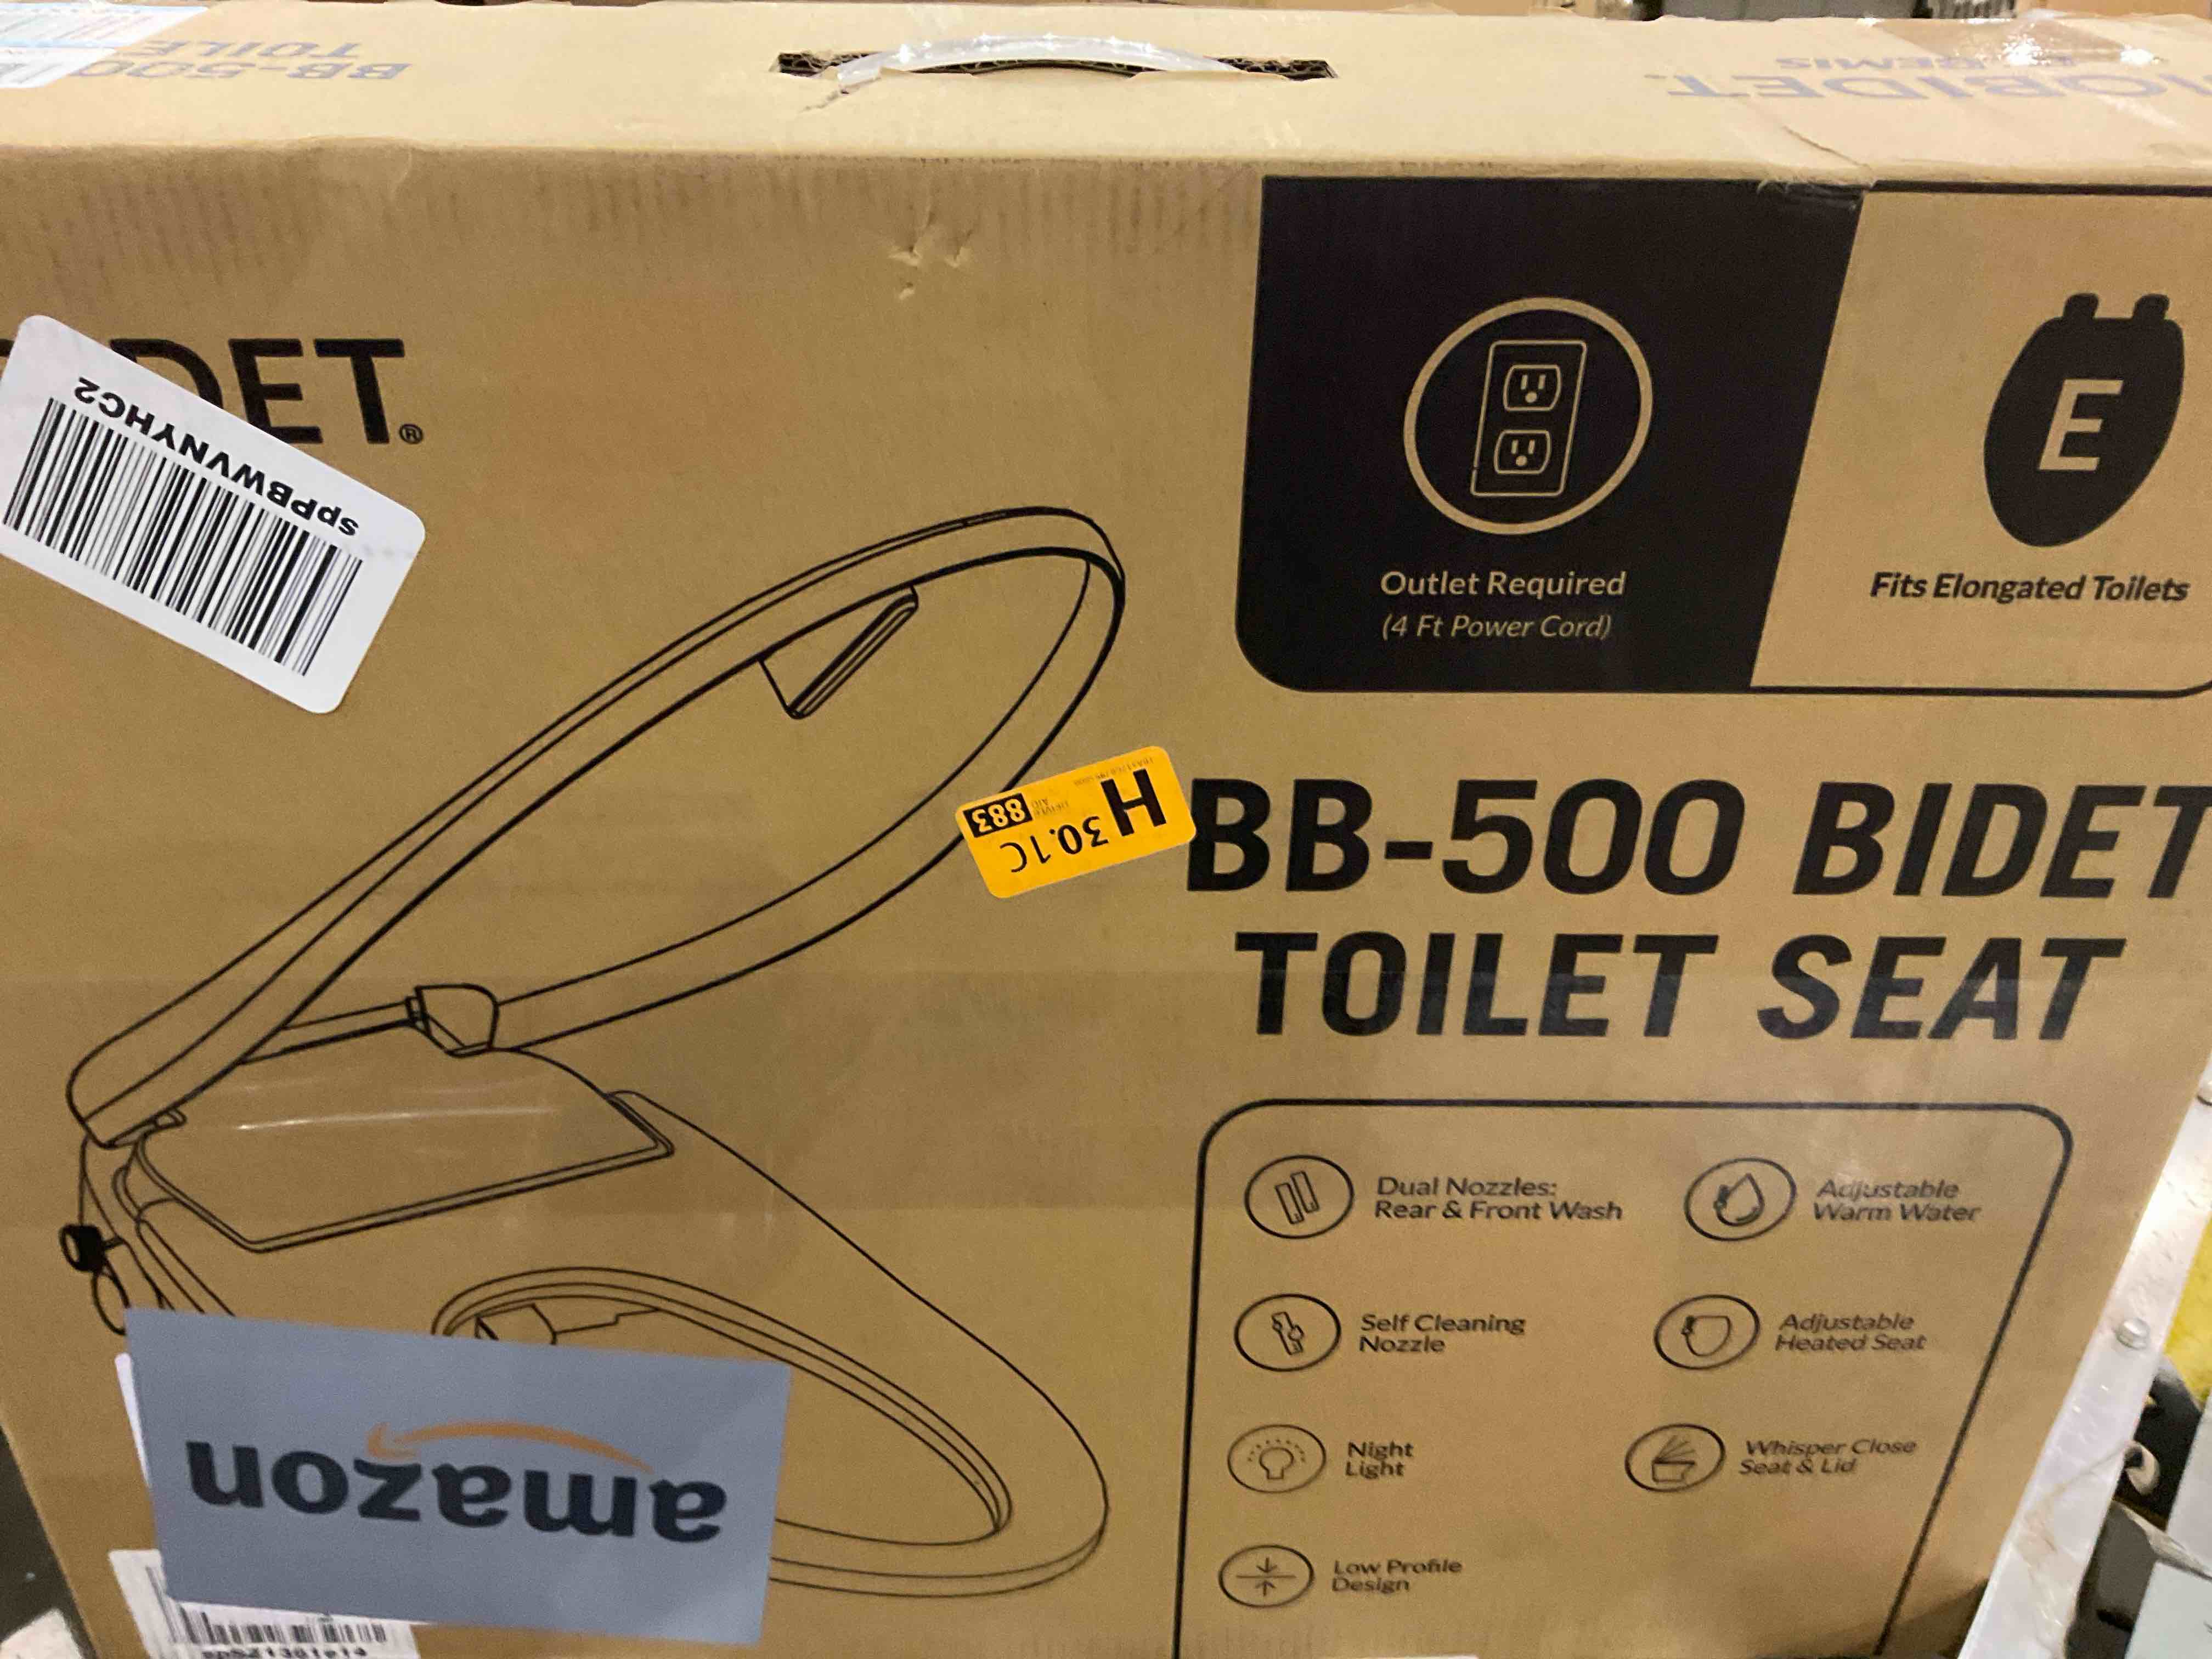 BB-500
TOILET
OBIDET
DET®
spPBWVNYHC2
Outlet Required
(4 Ft Power Cord)
E
Fits Elongated Toilets
H
30.1C
883
BB-500 BIDET
TOILET SEAT
Dual Nozzles:
Rear & Front Wash
Adjustable
Warm Water
Self Cleaning
Nozzle
Adjustable
Heated Seat
Night
Light
Whisper Close
Seat & Lid
Low Profile
Design
amazon